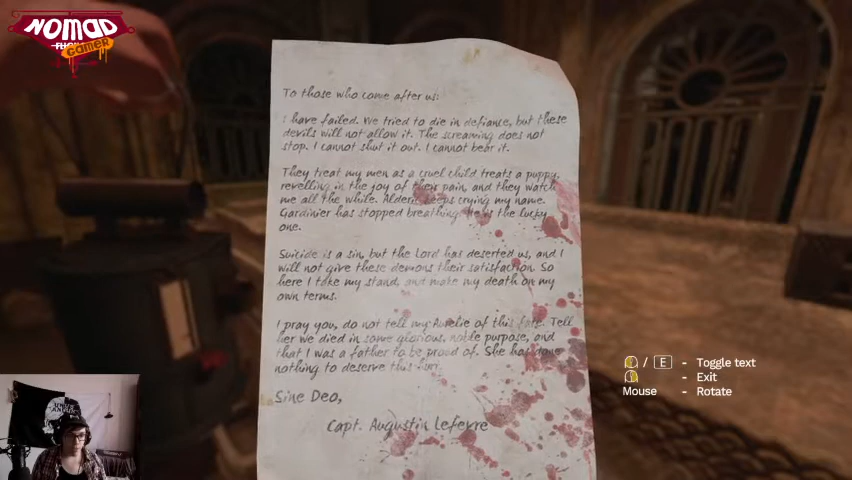 NOMAD
GAMER
To those who come after us:
I have failed. We tried to die in defiance, but these
devils will not allow it. The screaming does not
stop. I cannot shut it out. I cannot bear it.
They treat my men as a cruel child treats a puppy,
revelling in the joy of their pain, and they watch
me all the while. Alderic keeps crying my name.
Gardinier has stopped breathing. He is the lucky
one.
Suicide is a sin, but the Lord has deserted us, and I
will not give these demons their satisfaction. So
here I take my stand, and make my death on my
own terms.
I pray you, do not tell my Aurelie of this fate. Tell
her we died in some glorious, noble purpose, and
that I was a father to be proud of. She has done
nothing to deserve this hurt.
Sine Deo,
Capt. Augustin Lefevre
/ E - Toggle text
- Exit
Mouse - Rotate